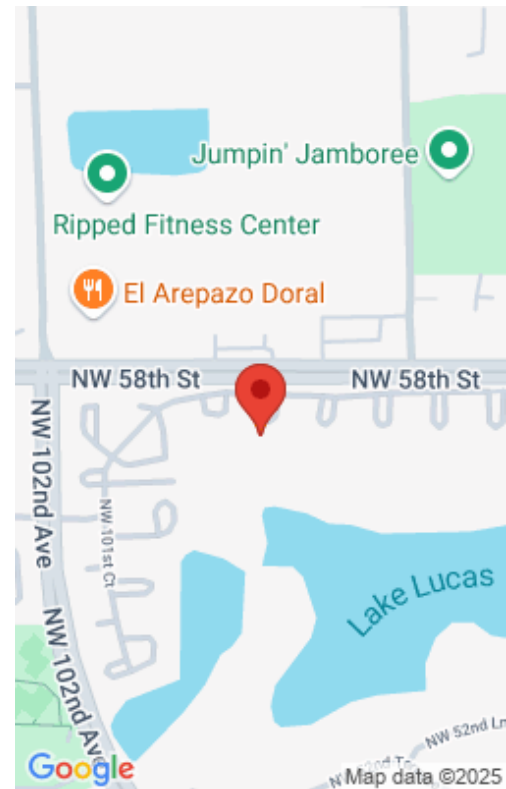 Jumpin' Jamboree
Ripped Fitness Center
El Arepazo Doral
NW 58th St
NW 58th St
NW 102nd Ave
NW 101st Ct
Lake Lucas
NW 102nd Ave
NW 52nd Ln
Google
Map data ©2025